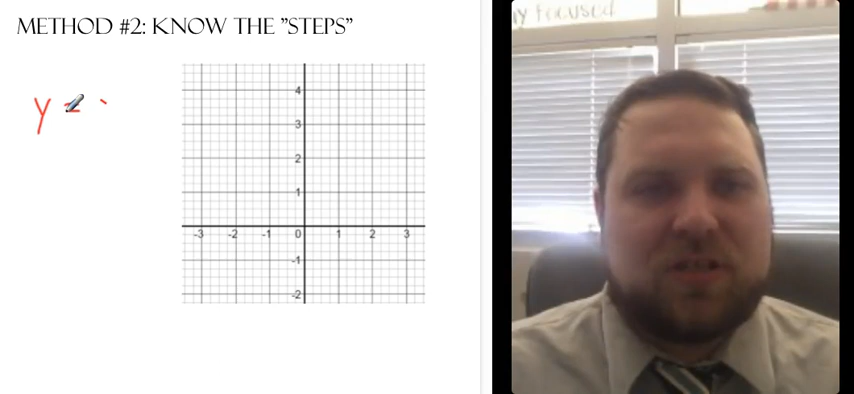 METHOD #2: KNOW THE "STEPS"
y =
4
3
2
1
-3 -2 -1 0 1 2 3
-1
-2
focused